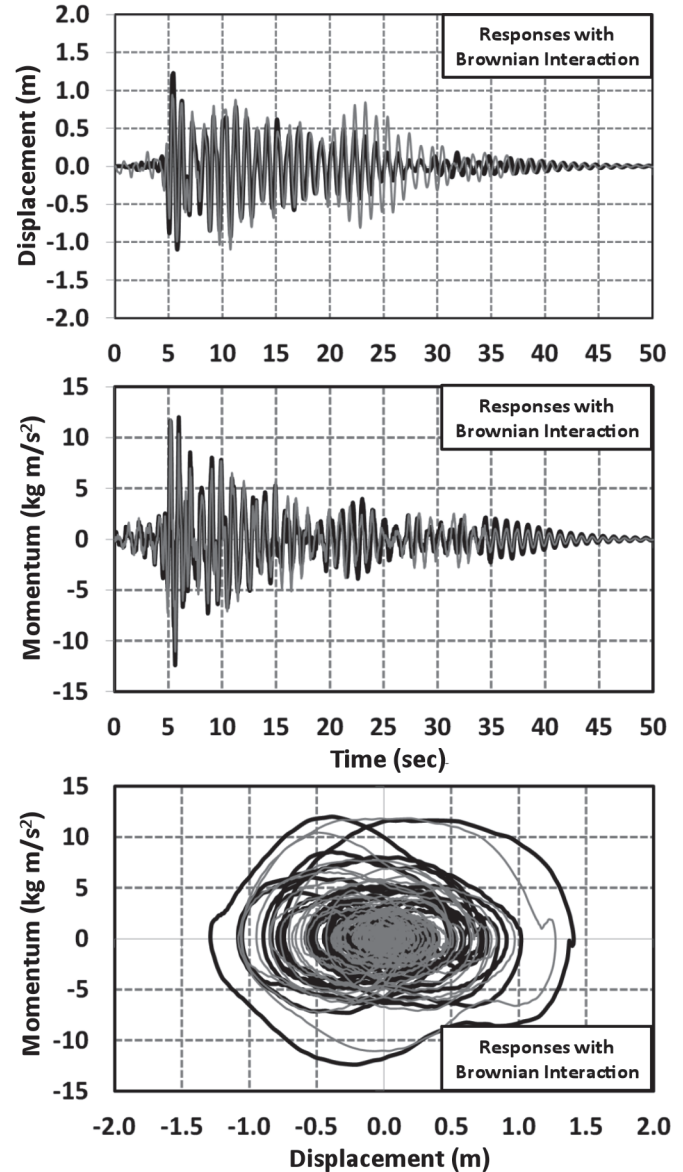 2.0
1.5
1.0
0.5
0.0
-0.5
-1.0
-1.5
-2.0
Displacement (m)
Responses with
Brownian Interaction
0 5 10 15 20 25 30 35 40 45 50
15
10
5
0
-5
-10
-15
Momentum (kg m/s²)
Responses with
Brownian Interaction
0 5 10 15 20 25 30 35 40 45 50
Time (sec)
15
10
5
0
-5
-10
-15
Momentum (kg m/s²)
Responses with
Brownian Interaction
-2.0 -1.5 -1.0 -0.5 0.0 0.5 1.0 1.5 2.0
Displacement (m)